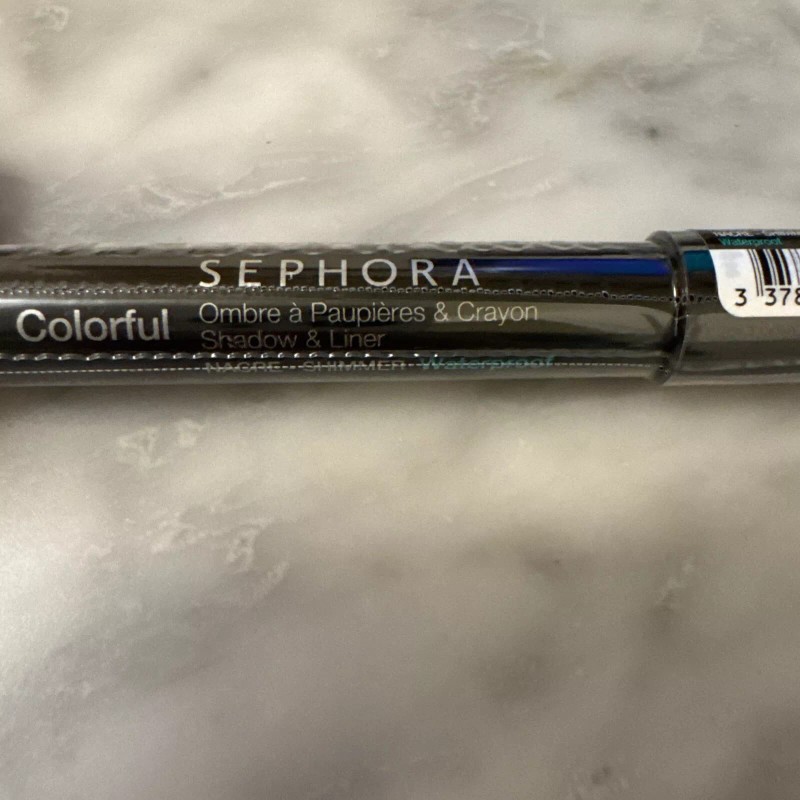 SEPHORA
Colorful
Ombre à Paupières & Crayon
Shadow & Liner
NACRE - SHIMMER Waterproof
Waterproof
3 378